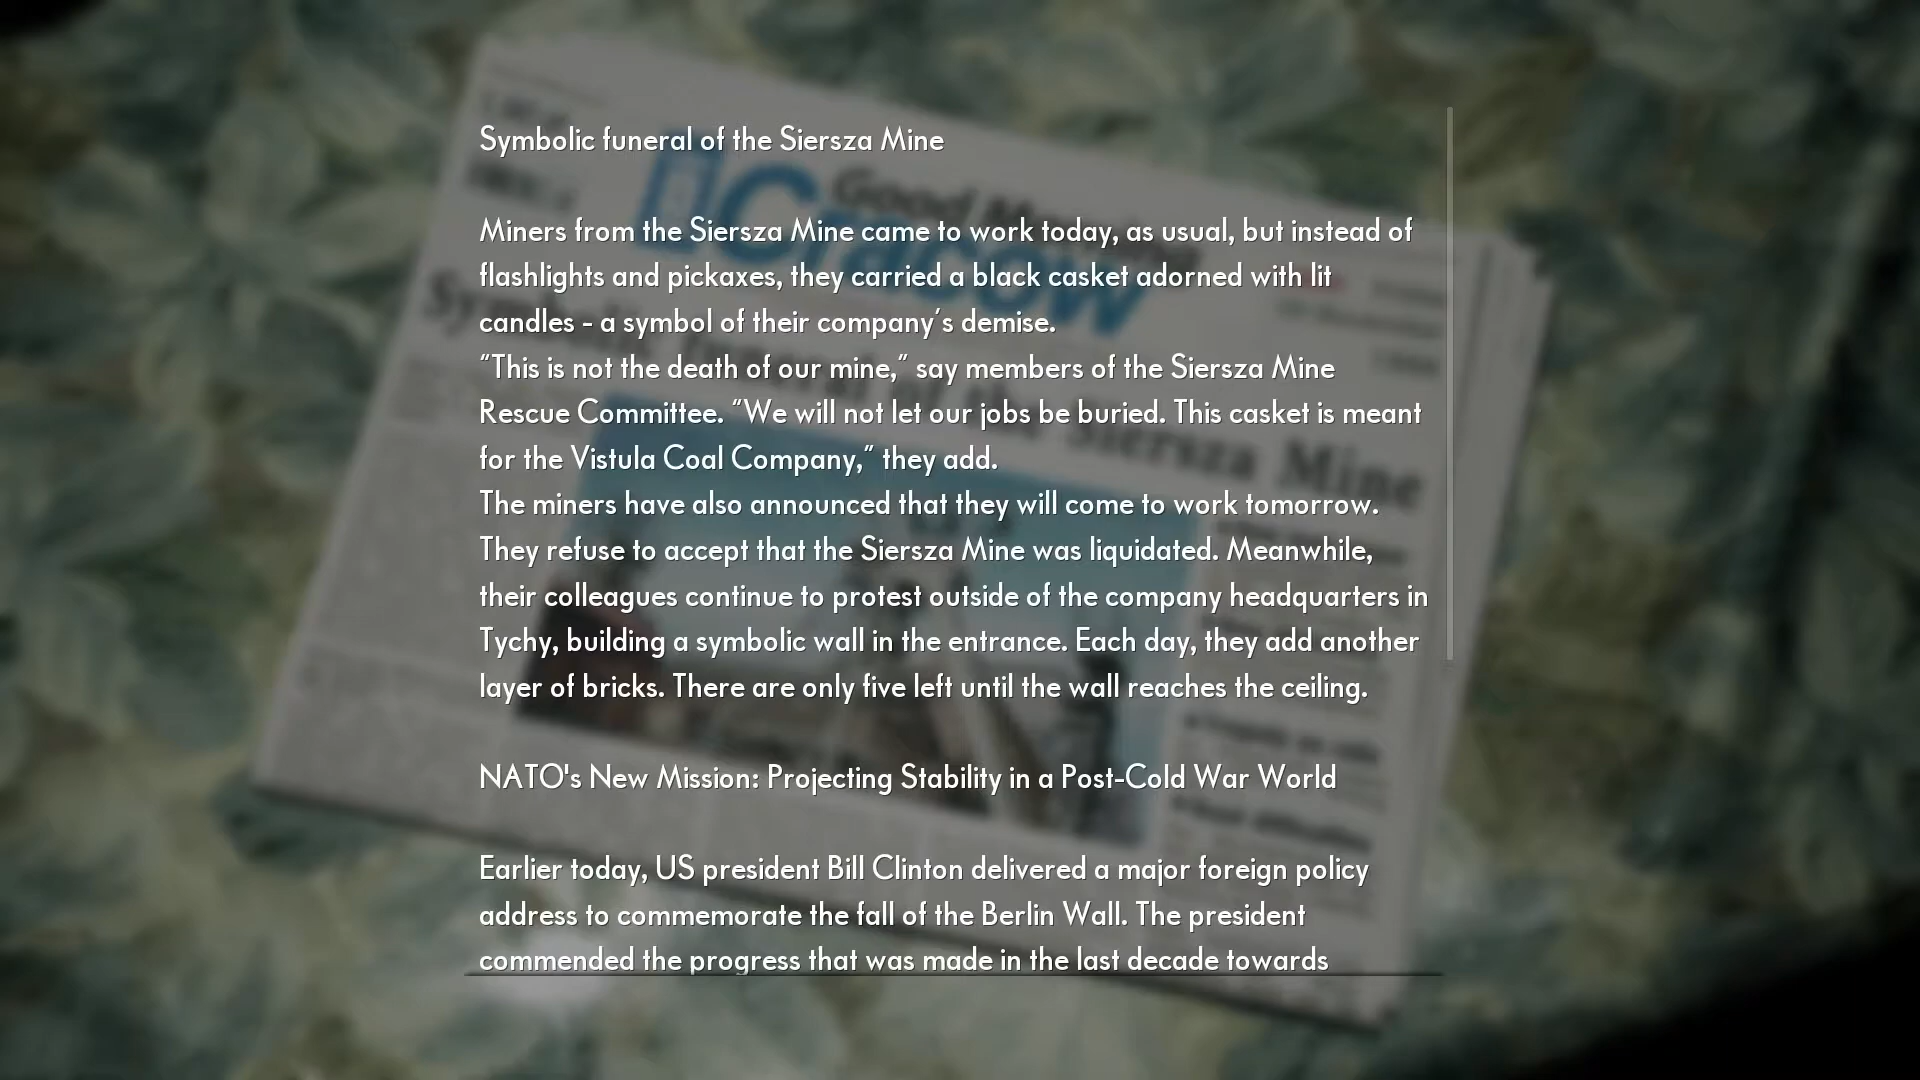 Symbolic funeral of the Siersza Mine
Miners from the Siersza Mine came to work today, as usual, but instead of
flashlights and pickaxes, they carried a black casket adorned with lit
candles - a symbol of their company's demise.
"This is not the death of our mine," say members of the Siersza Mine
Rescue Committee. "We will not let our jobs be buried. This casket is meant
for the Vistula Coal Company," they add.
The miners have also announced that they will come to work tomorrow.
They refuse to accept that the Siersza Mine was liquidated. Meanwhile,
their colleagues continue to protest outside of the company headquarters in
Tychy, building a symbolic wall in the entrance. Each day, they add another
layer of bricks. There are only five left until the wall reaches the ceiling.
NATO's New Mission: Projecting Stability in a Post-Cold War World
Earlier today, US president Bill Clinton delivered a major foreign policy
address to commemorate the fall of the Berlin Wall. The president
commended the progress that was made in the last decade towards
Good Morning
Cracow
Symbolic funeral of the Siersza Mine